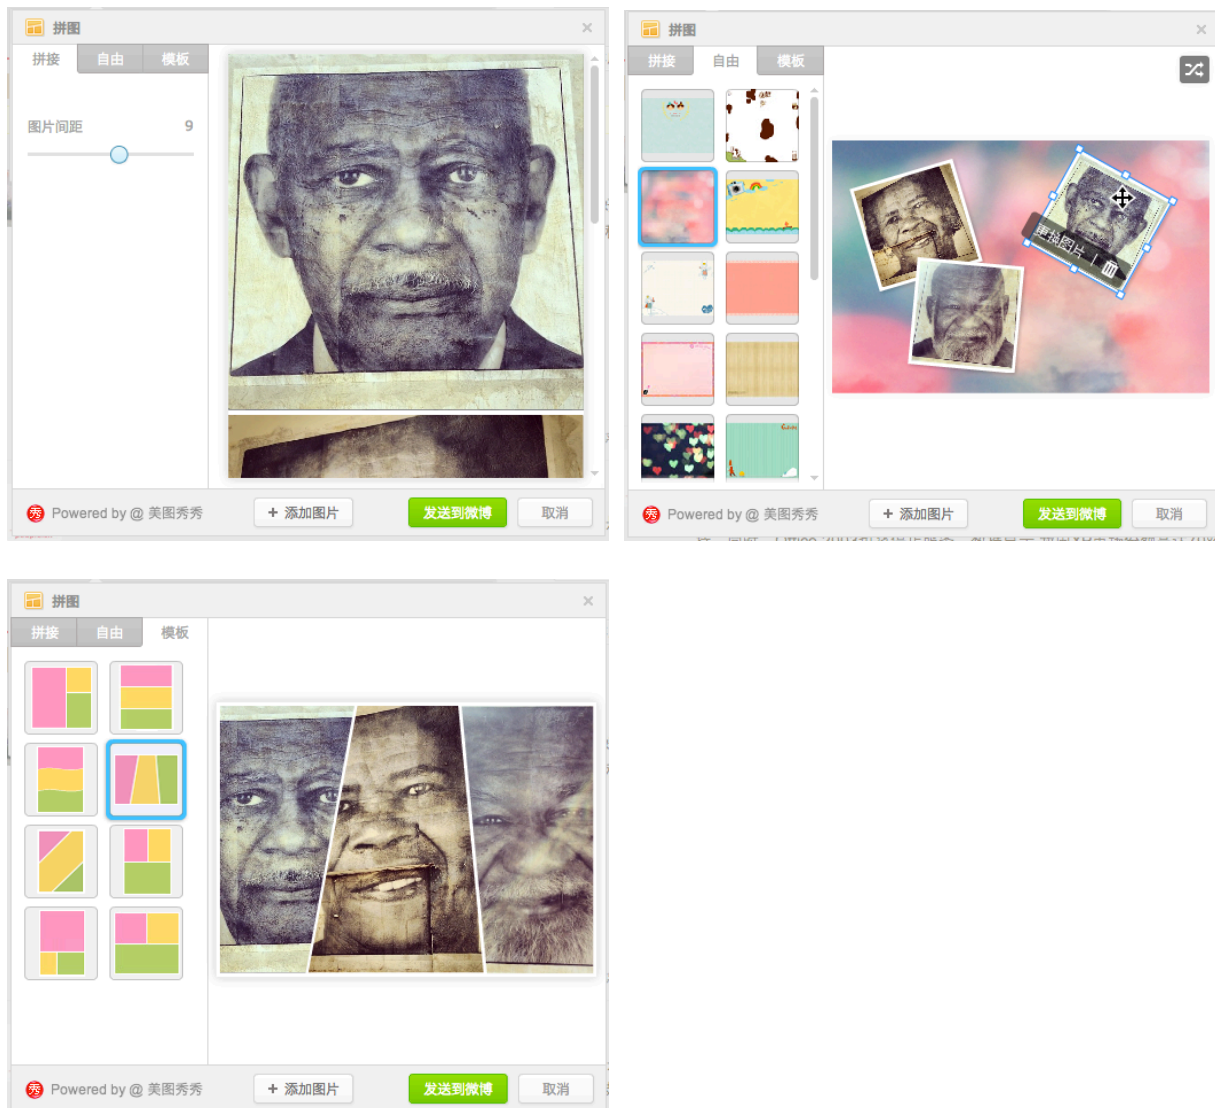 拼图
拼接 自由 模板
图片间距 9
Powered by @ 美图秀秀
+ 添加图片
发送到微博
取消
拼图
拼接 自由 模板
更换图片
Powered by @ 美图秀秀
+ 添加图片
发送到微博
取消
拼图
拼接 自由 模板
Powered by @ 美图秀秀
+ 添加图片
发送到微博
取消